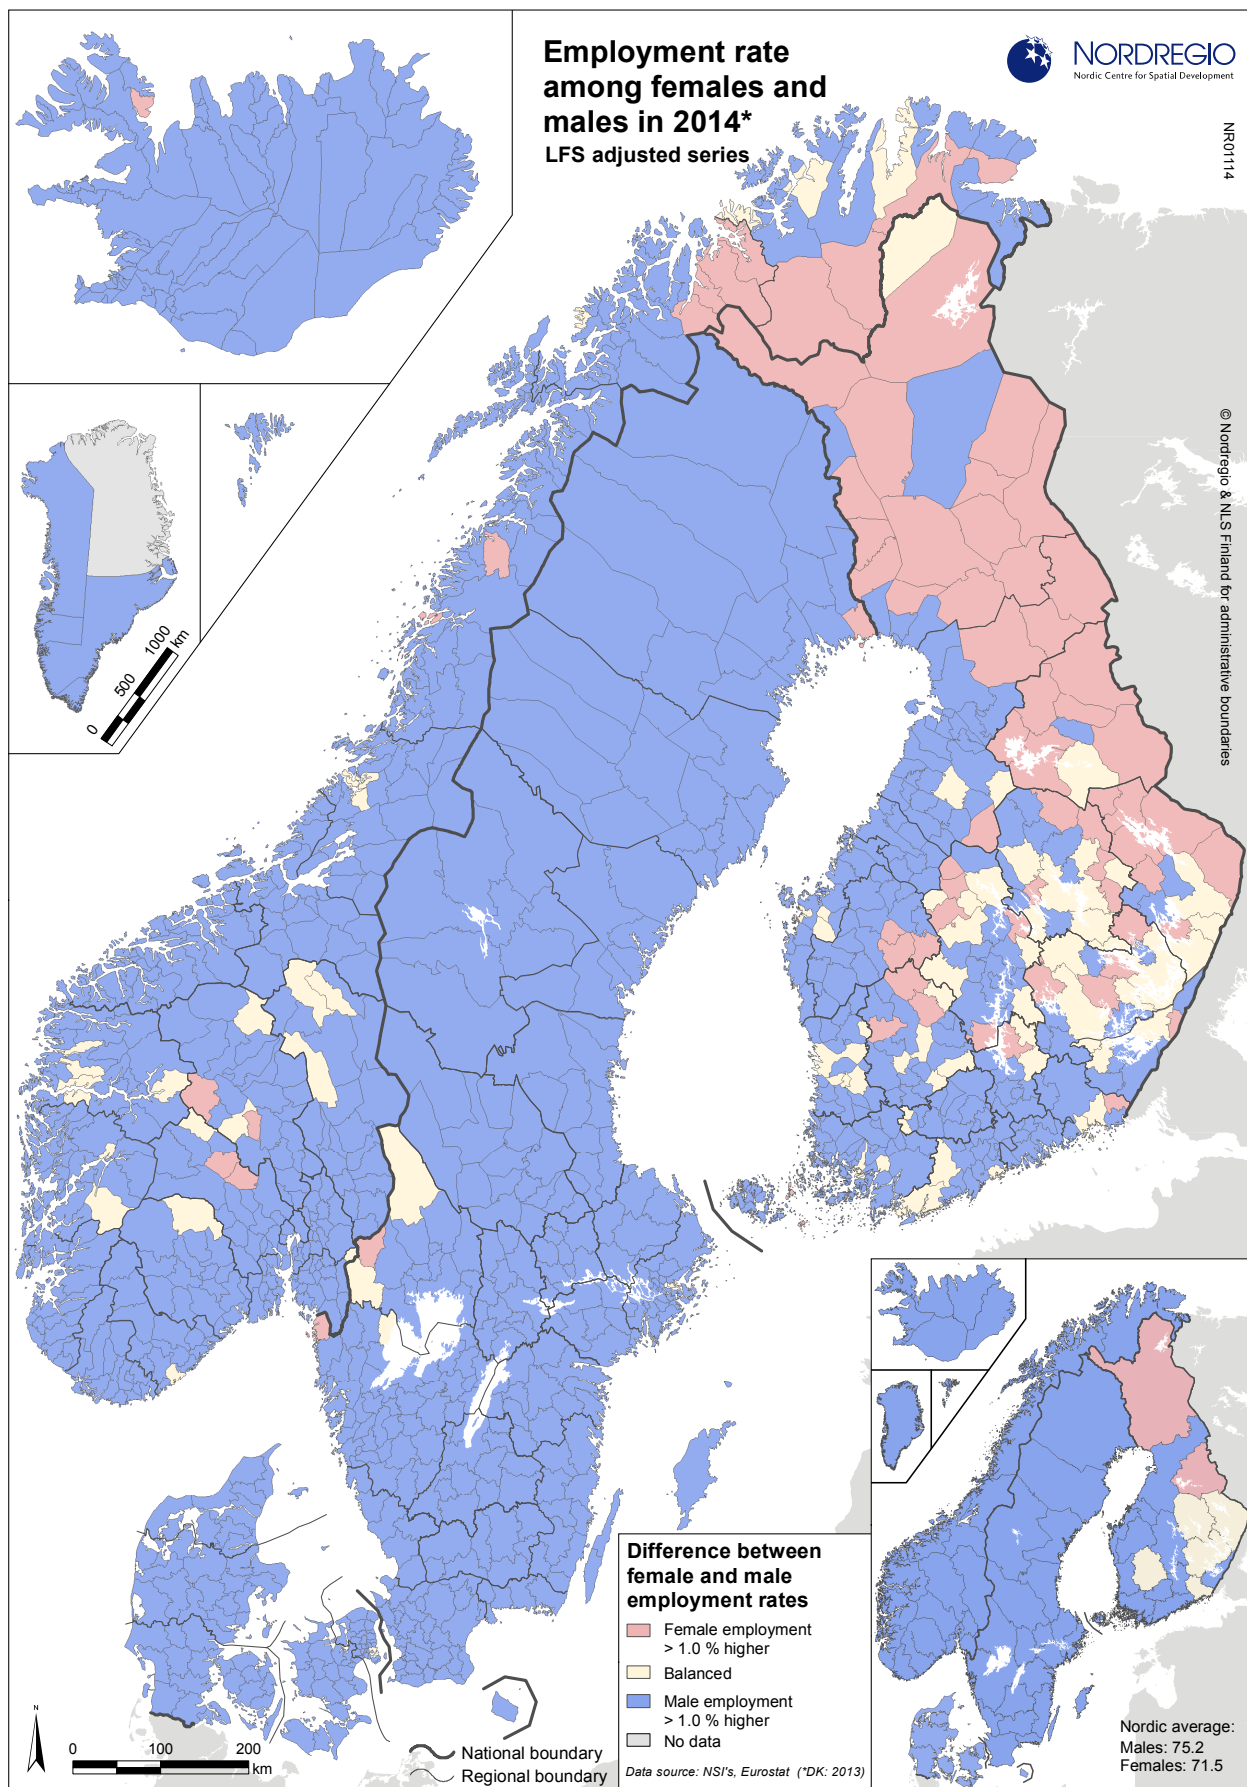 Employment rate
among females and
males in 2014*
LFS adjusted series
NORDREGIO
Nordic Centre for Spatial Development
NR01114
© Nordregio & NLS Finland for administrative boundaries
0 500 1000
km
Difference between
female and male
employment rates
Female employment
> 1.0 % higher
Balanced
Male employment
> 1.0 % higher
No data
Data source: NSI's, Eurostat (*DK: 2013)
N
0 100 200
km
National boundary
Regional boundary
Nordic average:
Males: 75.2
Females: 71.5